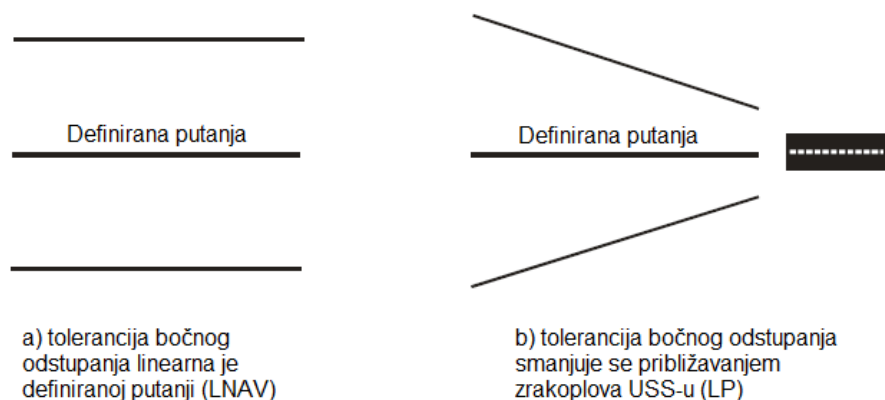 Definirana putanja
Definirana putanja
a) tolerancija bočnog
odstupanja linearna je
definiranoj putanji (LNAV)
b) tolerancija bočnog odstupanja
smanjuje se približavanjem
zrakoplova USS-u (LP)